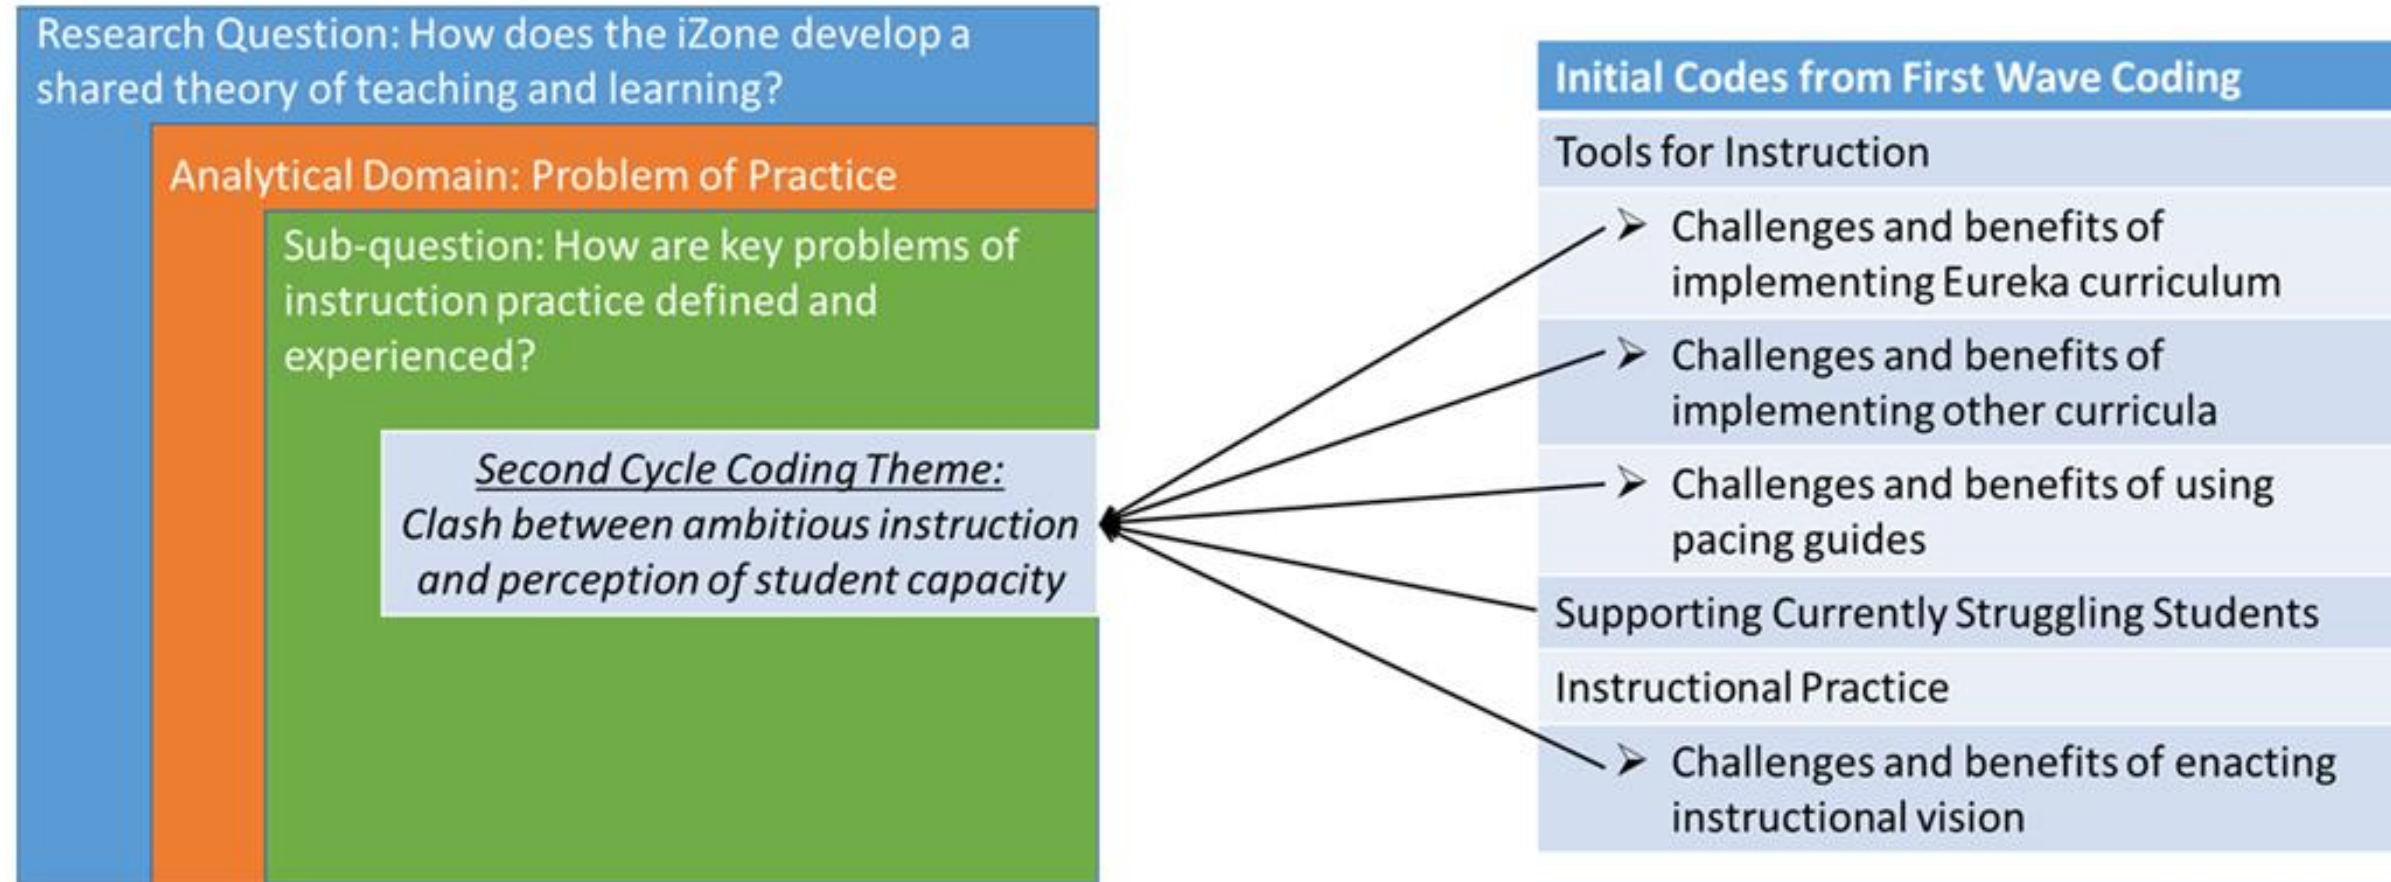 Research Question: How does the iZone develop a
shared theory of teaching and learning?
Analytical Domain: Problem of Practice
Sub-question: How are key problems of
instruction practice defined and
experienced?
Second Cycle Coding Theme:
Clash between ambitious instruction
and perception of student capacity
Initial Codes from First Wave Coding
Tools for Instruction
Challenges and benefits of
implementing Eureka curriculum
Challenges and benefits of
implementing other curricula
Challenges and benefits of using
pacing guides
Supporting Currently Struggling Students
Instructional Practice
Challenges and benefits of enacting
instructional vision